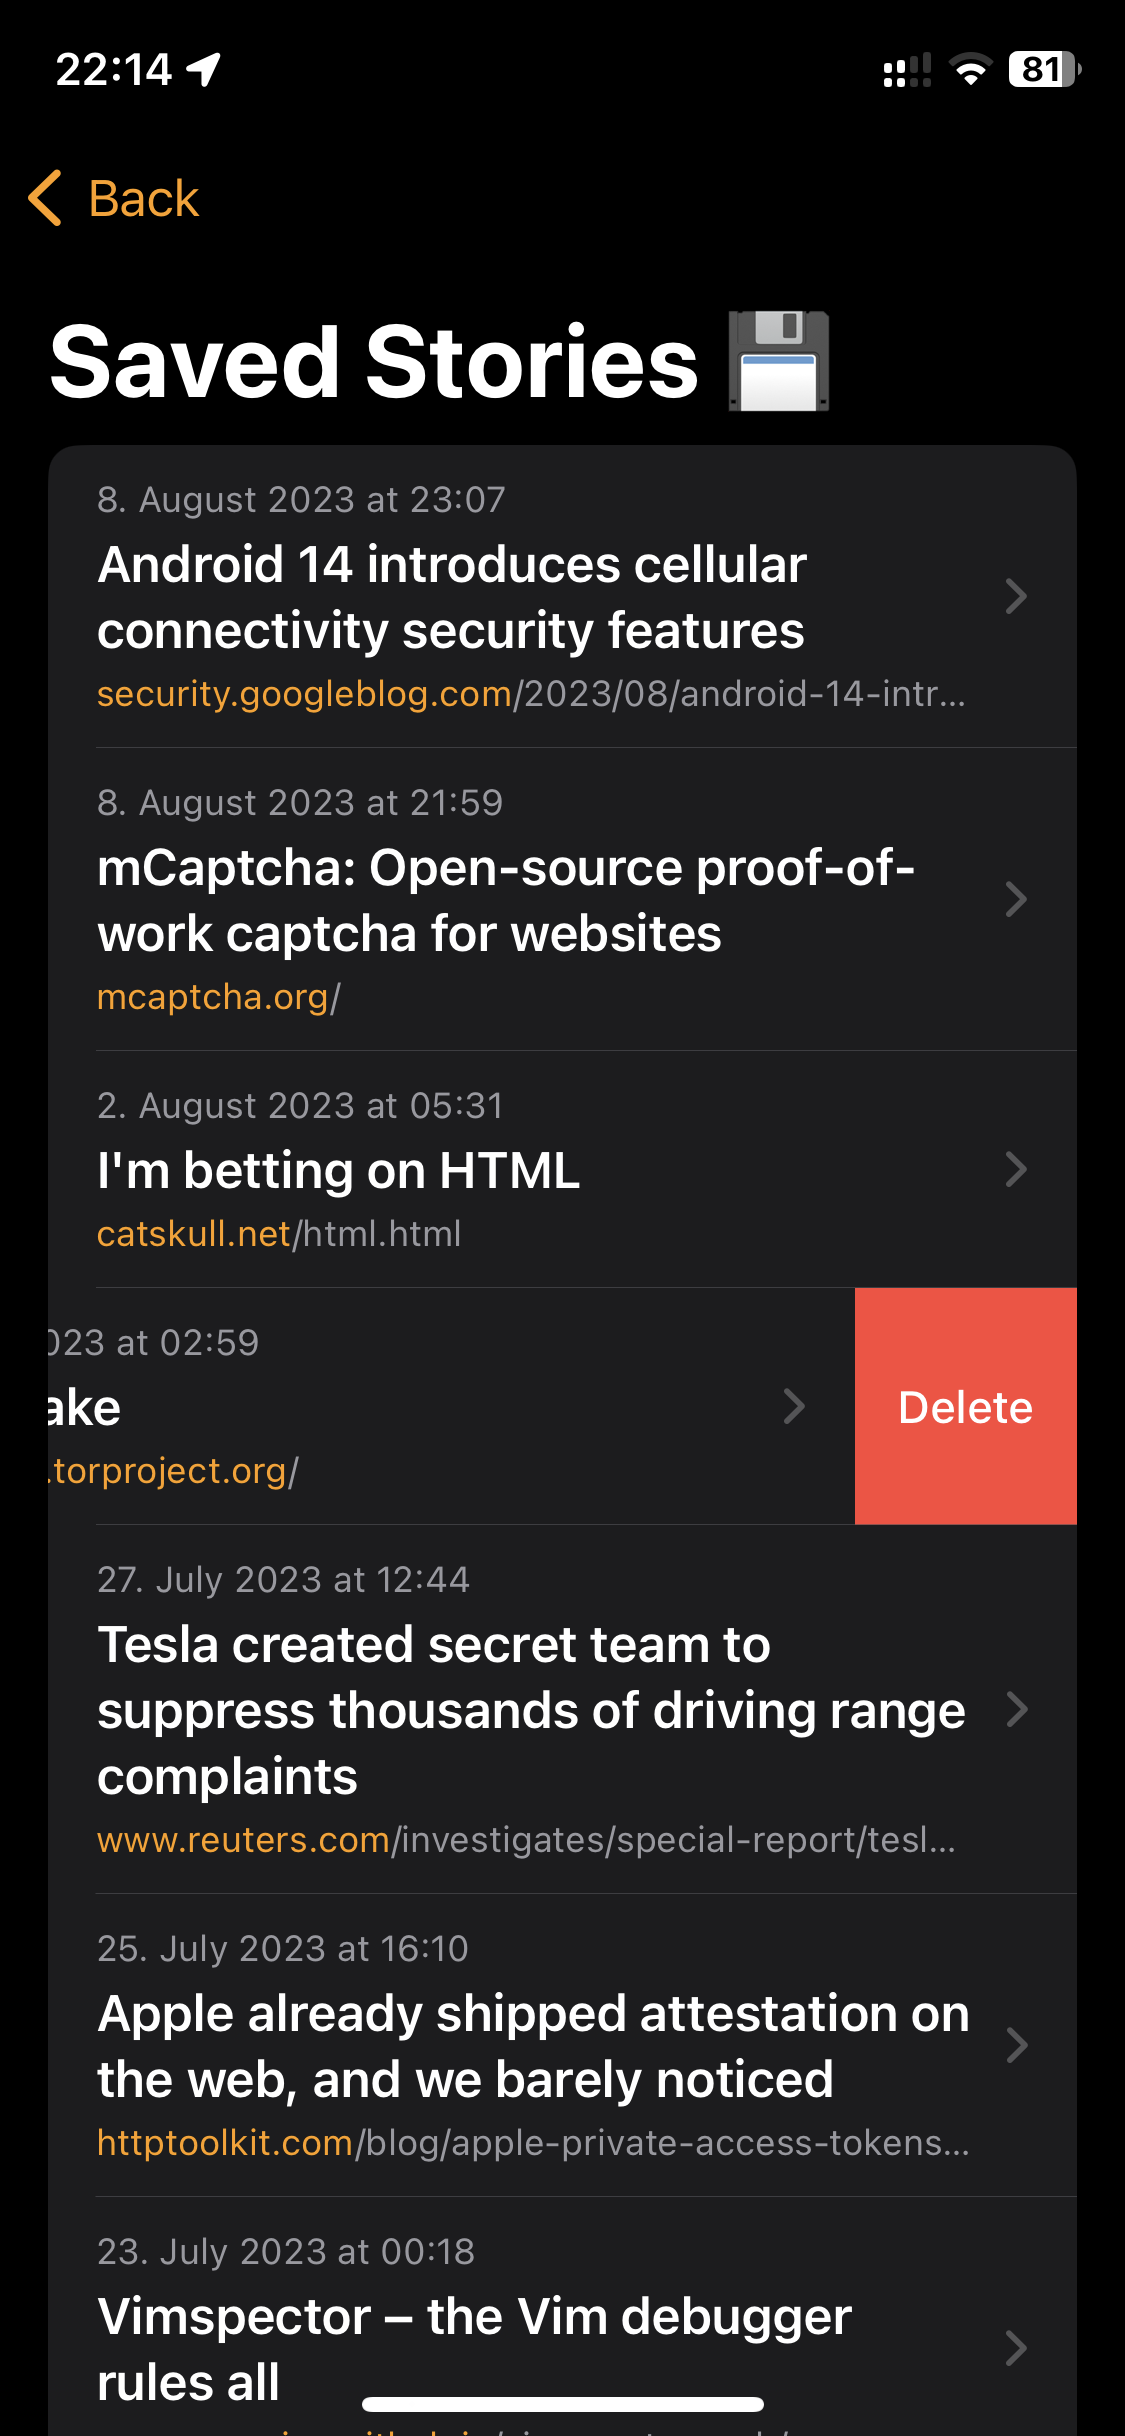 22:14
81
Back
Saved Stories 💾
8. August 2023 at 23:07
Android 14 introduces cellular
connectivity security features
security.googleblog.com/2023/08/android-14-intr...
8. August 2023 at 21:59
mCaptcha: Open-source proof-of-
work captcha for websites
mcaptcha.org/
2. August 2023 at 05:31
I'm betting on HTML
catskull.net/html.html
023 at 02:59
ake
Delete
.torproject.org/
27. July 2023 at 12:44
Tesla created secret team to
suppress thousands of driving range
complaints
www.reuters.com/investigates/special-report/tesl...
25. July 2023 at 16:10
Apple already shipped attestation on
the web, and we barely noticed
httptoolkit.com/blog/apple-private-access-tokens...
23. July 2023 at 00:18
Vimspector – the Vim debugger
rules all